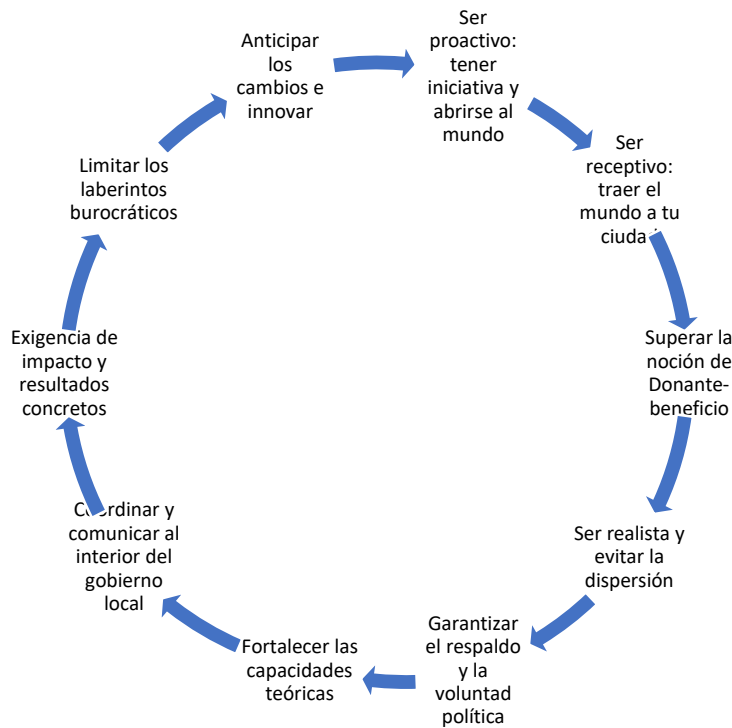 Ser
proactivo:
tener
iniciativa y
abrirse al
mundo
Ser
receptivo:
traer el
mundo a tu
ciudad
Superar la
noción de
Donante-
beneficio
Ser realista y
evitar la
dispersión
Garantizar
el respaldo
y la
voluntad
política
Fortalecer las
capacidades
teóricas
Coordinar y
comunicar al
interior del
gobierno
local
Exigencia de
impacto y
resultados
concretos
Limitar los
laberintos
burocráticos
Anticipar
los
cambios e
innovar